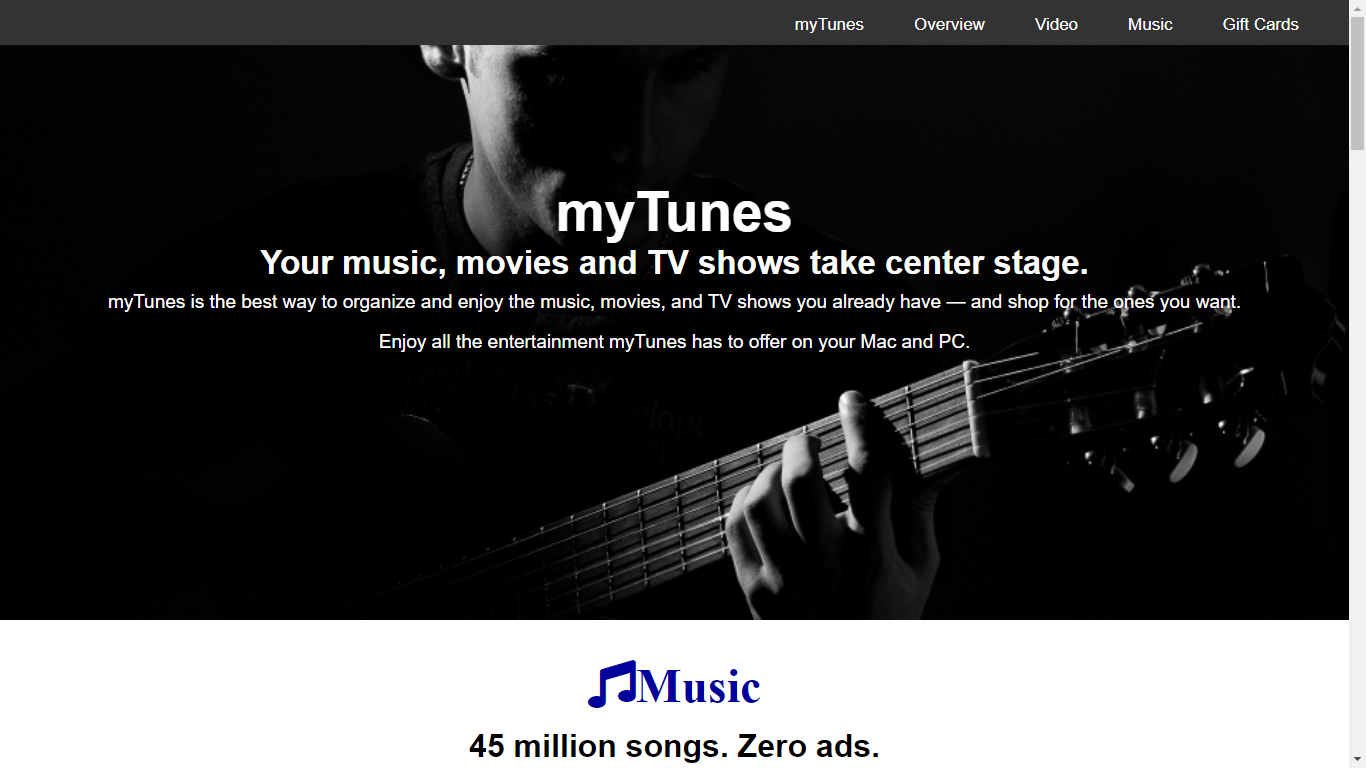 myTunes Overview Video Music Gift Cards
myTunes
Your music, movies and TV shows take center stage.
myTunes is the best way to organize and enjoy the music, movies, and TV shows you already have — and shop for the ones you want.
Enjoy all the entertainment myTunes has to offer on your Mac and PC.
Music
45 million songs. Zero ads.